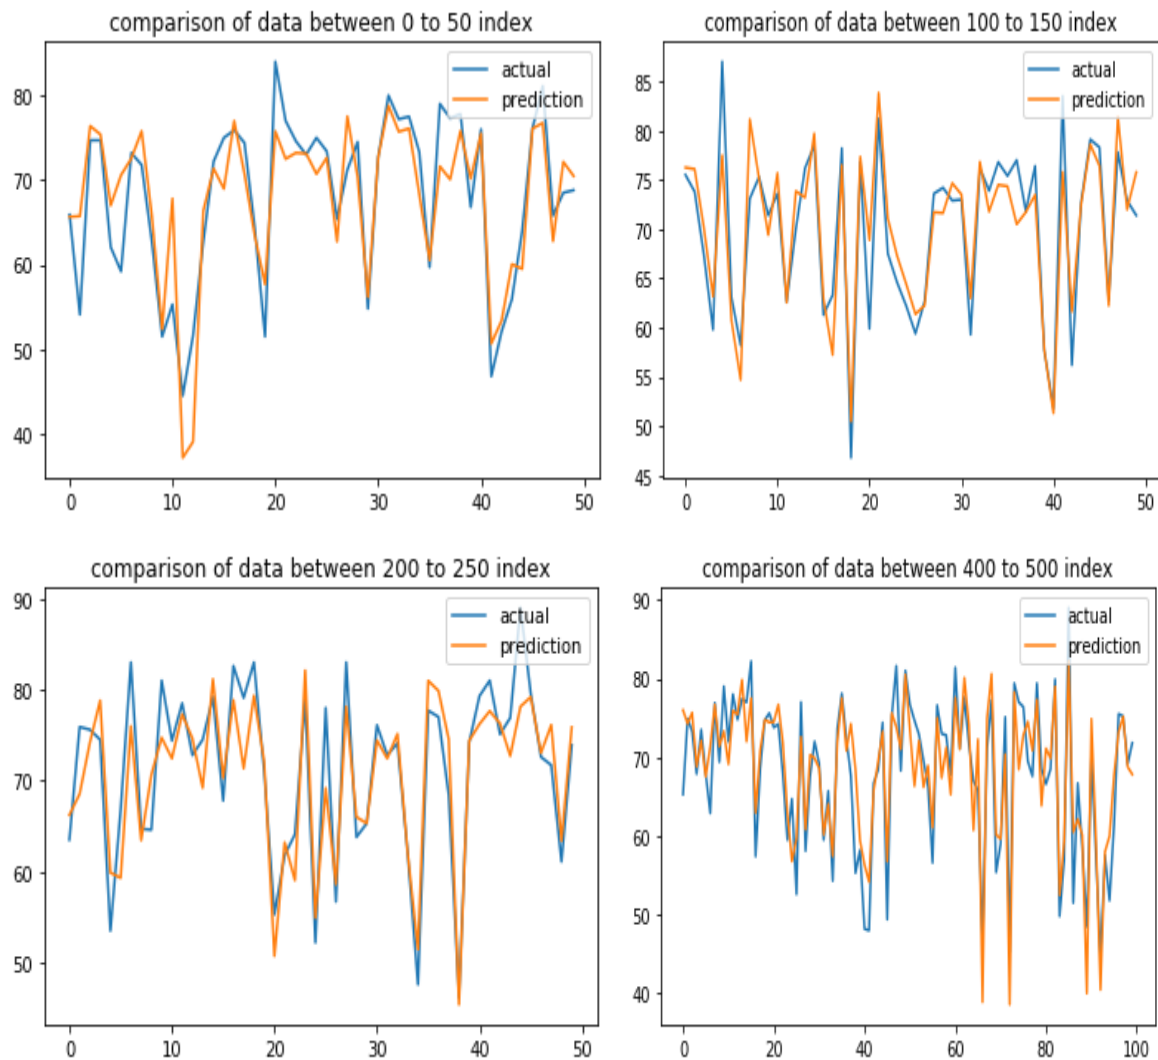 comparison of data between 0 to 50 index
actual
prediction
80
70
60
50
40
0 10 20 30 40 50
comparison of data between 100 to 150 index
actual
prediction
85
80
75
70
65
60
55
50
45
0 10 20 30 40 50
comparison of data between 200 to 250 index
actual
prediction
90
80
70
60
50
0 10 20 30 40 50
comparison of data between 400 to 500 index
actual
prediction
90
80
70
60
50
40
0 20 40 60 80 100